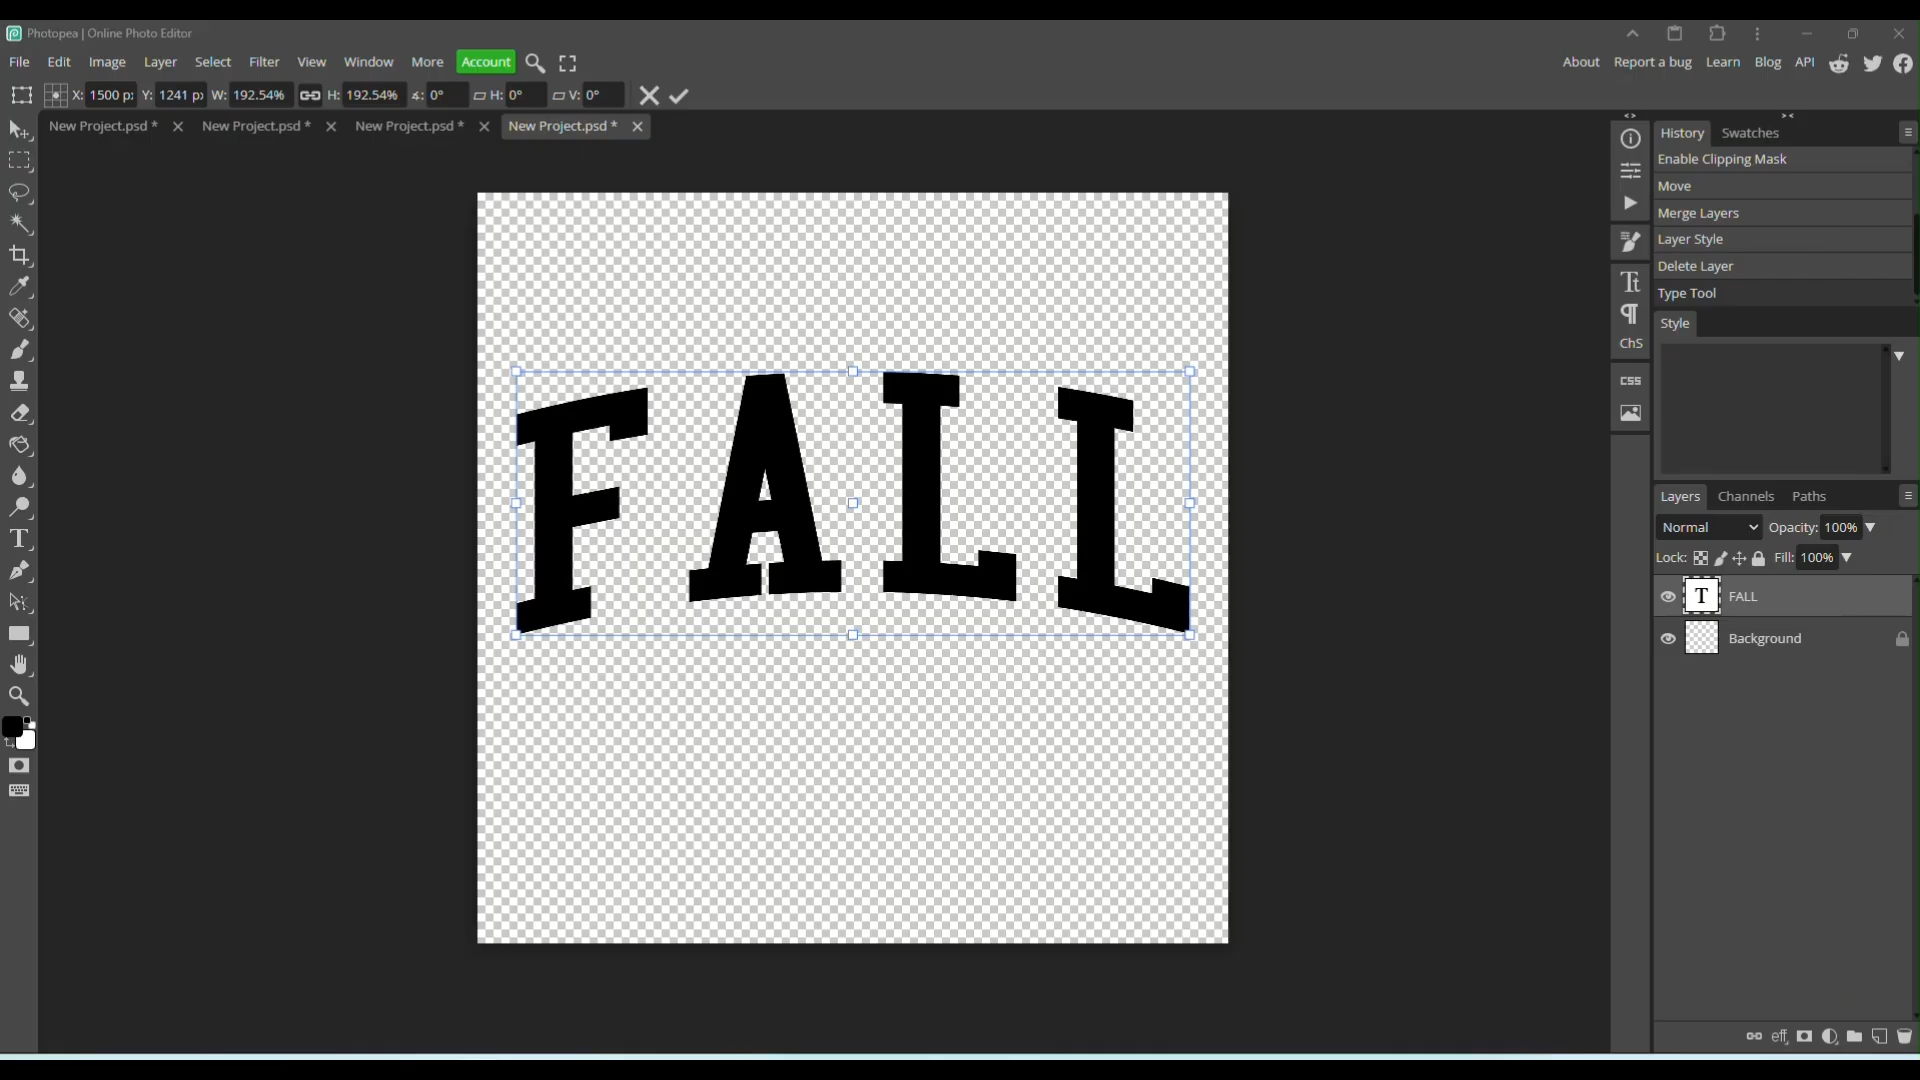 Photopea | Online Photo Editor
File Edit Image Layer Select Filter View Window More Account
About Report a bug Learn Blog API
X: 1500 p: Y: 1241 p: W: 192.54% H: 192.54% ∡: 0° H: 0° V: 0°
New Project.psd * New Project.psd * New Project.psd * New Project.psd *
History Swatches
Enable Clipping Mask
Move
Merge Layers
Layer Style
Delete Layer
Type Tool
Style
Tt
ChS
CSS
FALL
Layers Channels Paths
Normal Opacity: 100%
Lock: Fill: 100%
T FALL
Background
T
eff